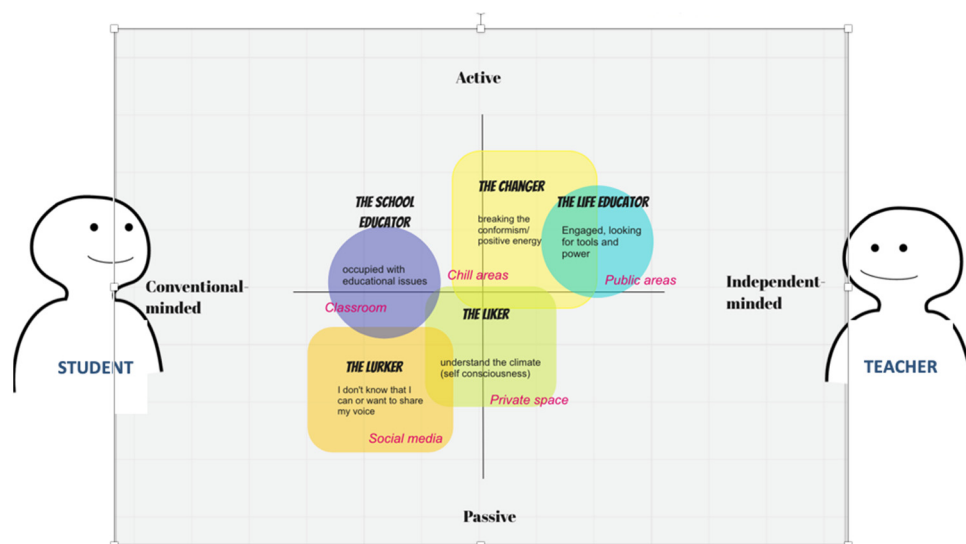 Active
THE CHANGER
THE SCHOOL
EDUCATOR
THE LIFE EDUCATOR
breaking the
conformism/
positive energy
Engaged, looking
for tools and
power
occupied with
educational issues
Chill areas
Public areas
Conventional-
minded
Independent-
minded
Classroom
THE LIKER
STUDENT
THE LURKER
understand the climate
(self consciousness)
TEACHER
I don't know that I
can or want to share
my voice
Private space
Social media
Passive